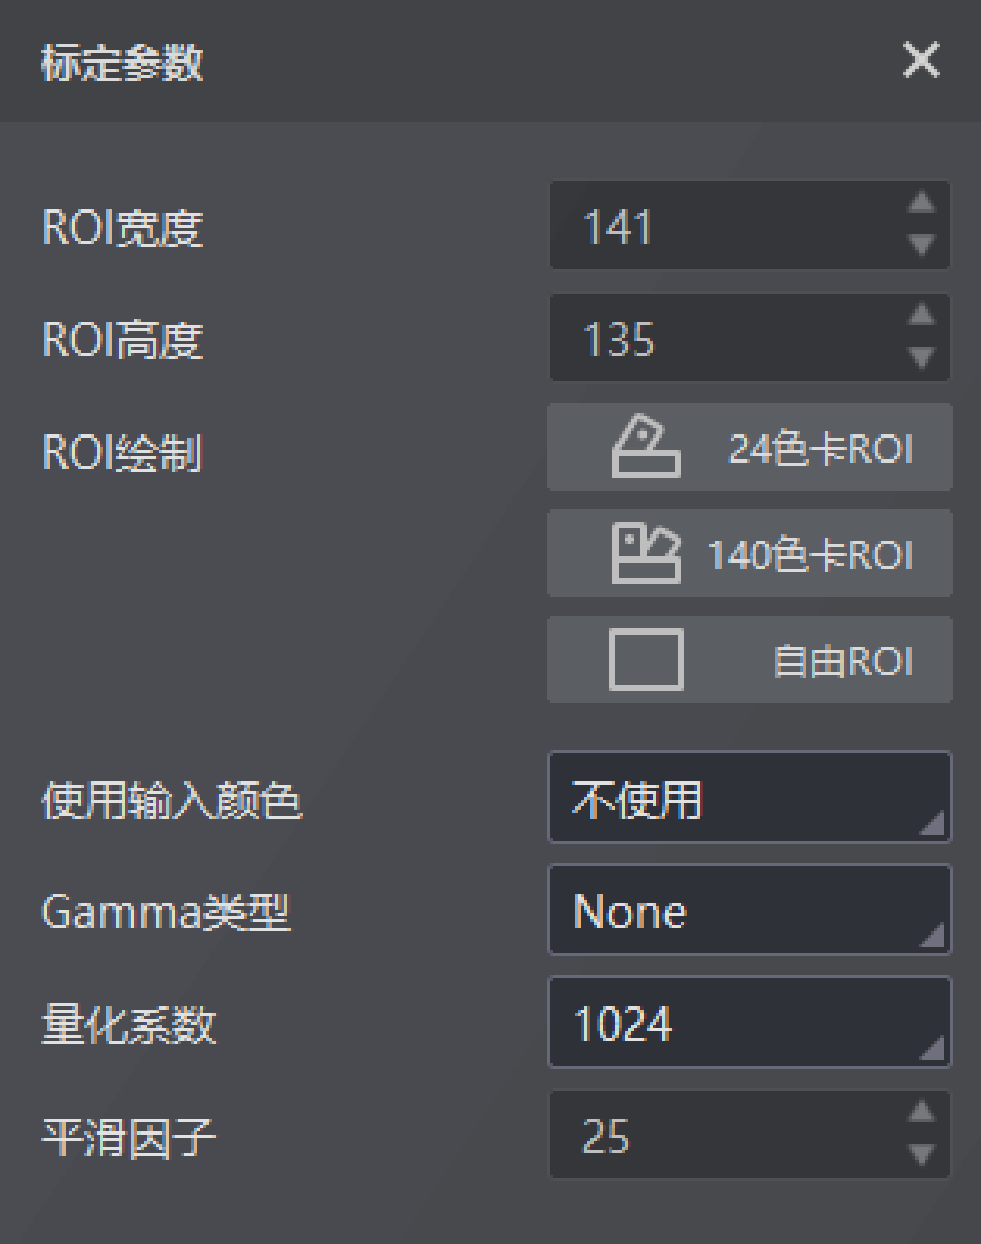 标定参数
ROI宽度 141
ROI高度 135
ROI绘制 24色卡ROI
140色卡ROI
自由ROI
使用输入颜色 不使用
Gamma类型 None
量化系数 1024
平滑因子 25